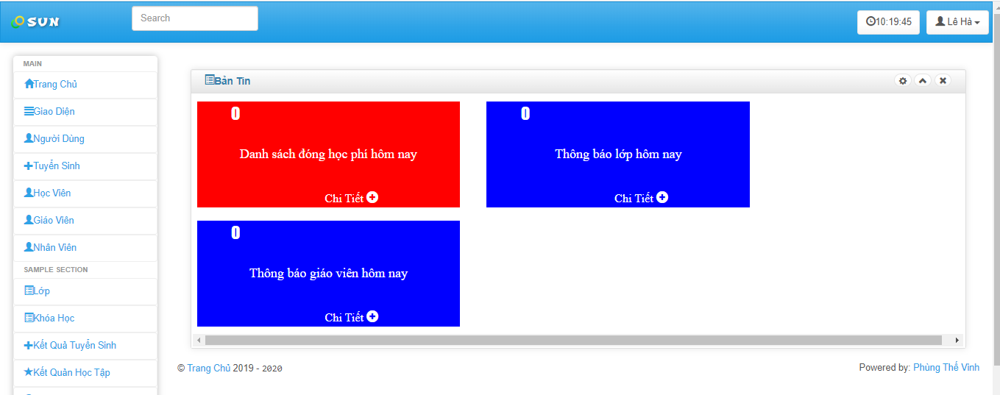 SUN
Search
10:19:45
Lê Hà
MAIN
Trang Chủ
Giao Diện
Người Dùng
Tuyển Sinh
Học Viên
Giáo Viên
Nhân Viên
SAMPLE SECTION
Lớp
Khóa Học
Kết Quả Tuyển Sinh
Kết Quản Học Tập
Bản Tin
0
Danh sách đóng học phí hôm nay
Chi Tiết
0
Thông báo lớp hôm nay
Chi Tiết
0
Thông báo giáo viên hôm nay
Chi Tiết
© Trang Chủ 2019 - 2020
Powered by: Phùng Thế Vinh